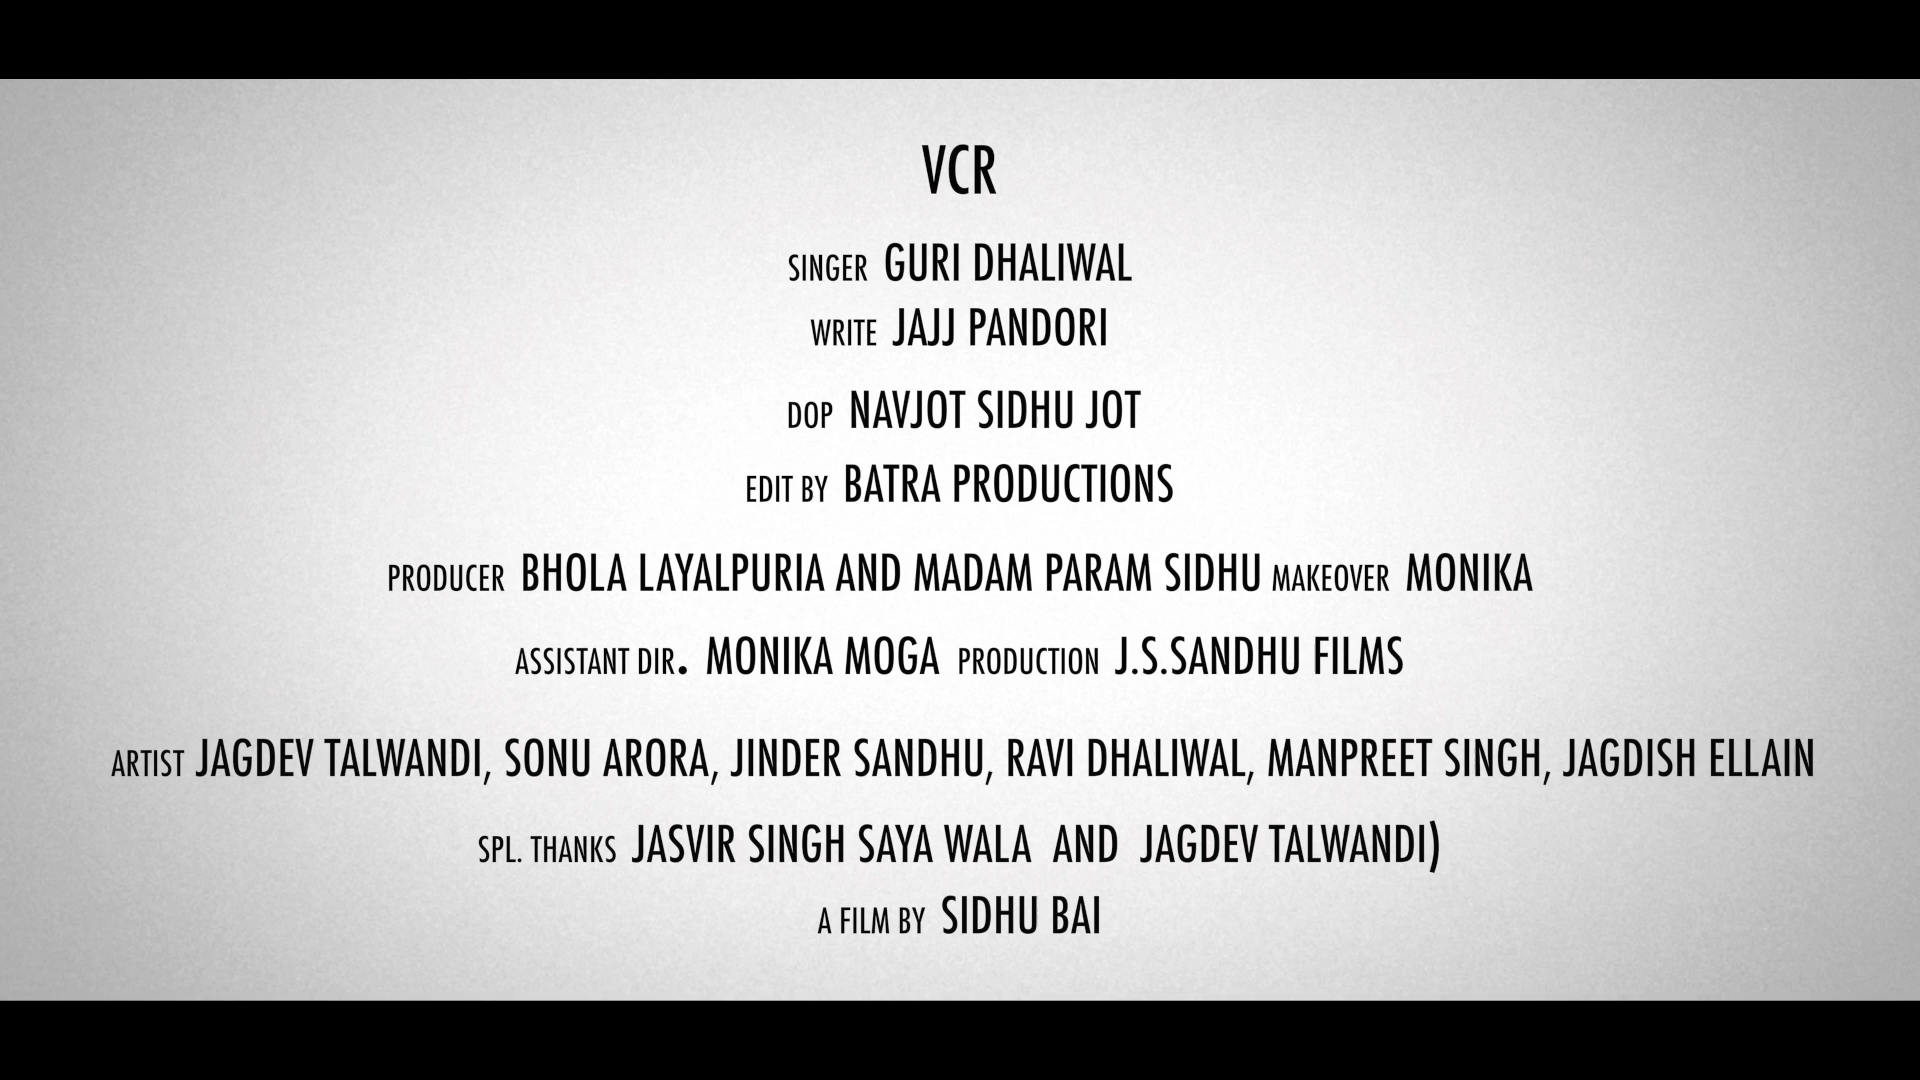 VCR
SINGER GURI DHALIWAL
WRITE JAJJ PANDORI
DOP NAVJOT SIDHU JOT
EDIT BY BATRA PRODUCTIONS
PRODUCER BHOLA LAYALPURIA AND MADAM PARAM SIDHU MAKEOVER MONIKA
ASSISTANT DIR. MONIKA MOGA PRODUCTION J.S.SANDHU FILMS
ARTIST JAGDEV TALWANDI, SONU ARORA, JINDER SANDHU, RAVI DHALIWAL, MANPREET SINGH, JAGDISH ELLAIN
SPL. THANKS JASVIR SINGH SAYA WALA AND JAGDEV TALWANDI)
A FILM BY SIDHU BAI